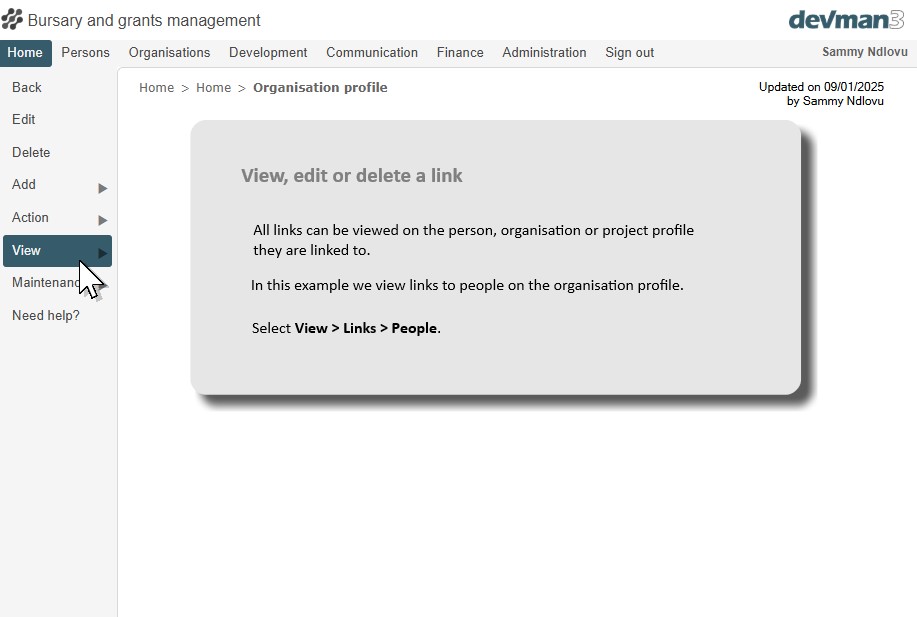 Bursary and grants management
devman3
Home Persons Organisations Development Communication Finance Administration Sign out Sammy Ndlovu
Back
Edit
Delete
Add
Action
View
Maintenanc
Need help?
Home > Home > Organisation profile
Updated on 09/01/2025
by Sammy Ndlovu
View, edit or delete a link
All links can be viewed on the person, organisation or project profile
they are linked to.
In this example we view links to people on the organisation profile.
Select View > Links > People.